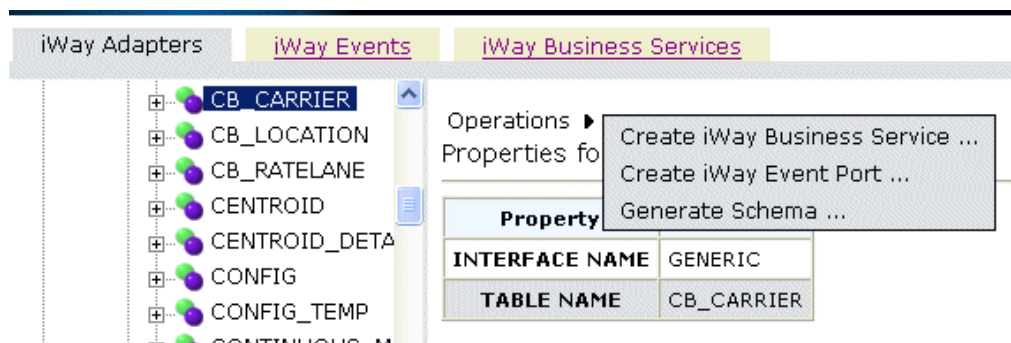 iWay Adapters iWay Events iWay Business Services
CB_CARRIER
CB_LOCATION
CB_RATELANE
CENTROID
CENTROID_DETA
CONFIG
CONFIG_TEMP
Operations
Properties fo
Create iWay Business Service ...
Create iWay Event Port ...
Generate Schema ...
Property
INTERFACE NAME GENERIC
TABLE NAME CB_CARRIER